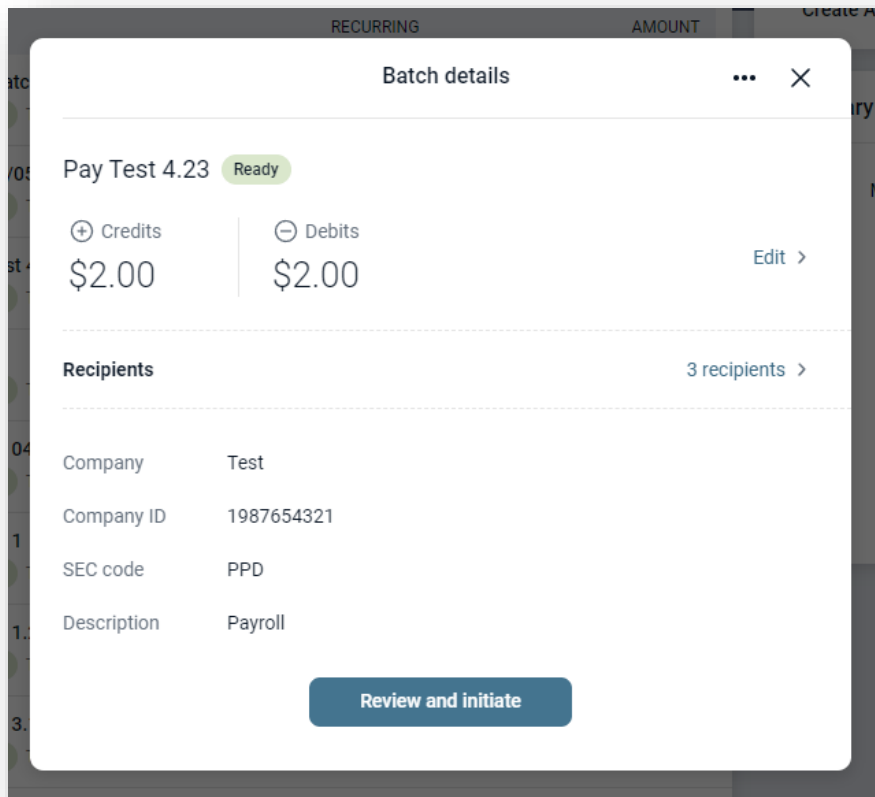 RECURRING AMOUNT
Batch details
Pay Test 4.23 Ready
Credits Debits
$2.00 $2.00
Edit
Recipients 3 recipients
Company Test
Company ID 1987654321
SEC code PPD
Description Payroll
Review and initiate